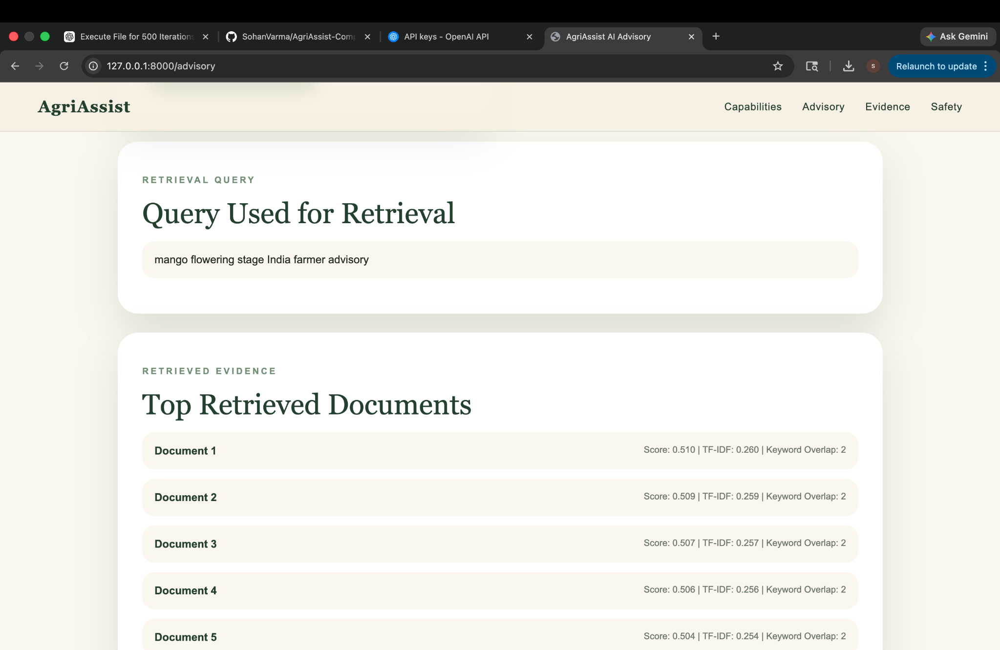 Execute File for 500 Iterations
SohanVarma/AgriAssist-Comp
API keys - OpenAI API
AgriAssist AI Advisory
Ask Gemini
127.0.0.1:8000/advisory
s
Relaunch to update
AgriAssist
Capabilities
Advisory
Evidence
Safety
RETRIEVAL QUERY
Query Used for Retrieval
mango flowering stage India farmer advisory
RETRIEVED EVIDENCE
Top Retrieved Documents
Document 1
Score: 0.510 | TF-IDF: 0.260 | Keyword Overlap: 2
Document 2
Score: 0.509 | TF-IDF: 0.259 | Keyword Overlap: 2
Document 3
Score: 0.507 | TF-IDF: 0.257 | Keyword Overlap: 2
Document 4
Score: 0.506 | TF-IDF: 0.256 | Keyword Overlap: 2
Document 5
Score: 0.504 | TF-IDF: 0.254 | Keyword Overlap: 2